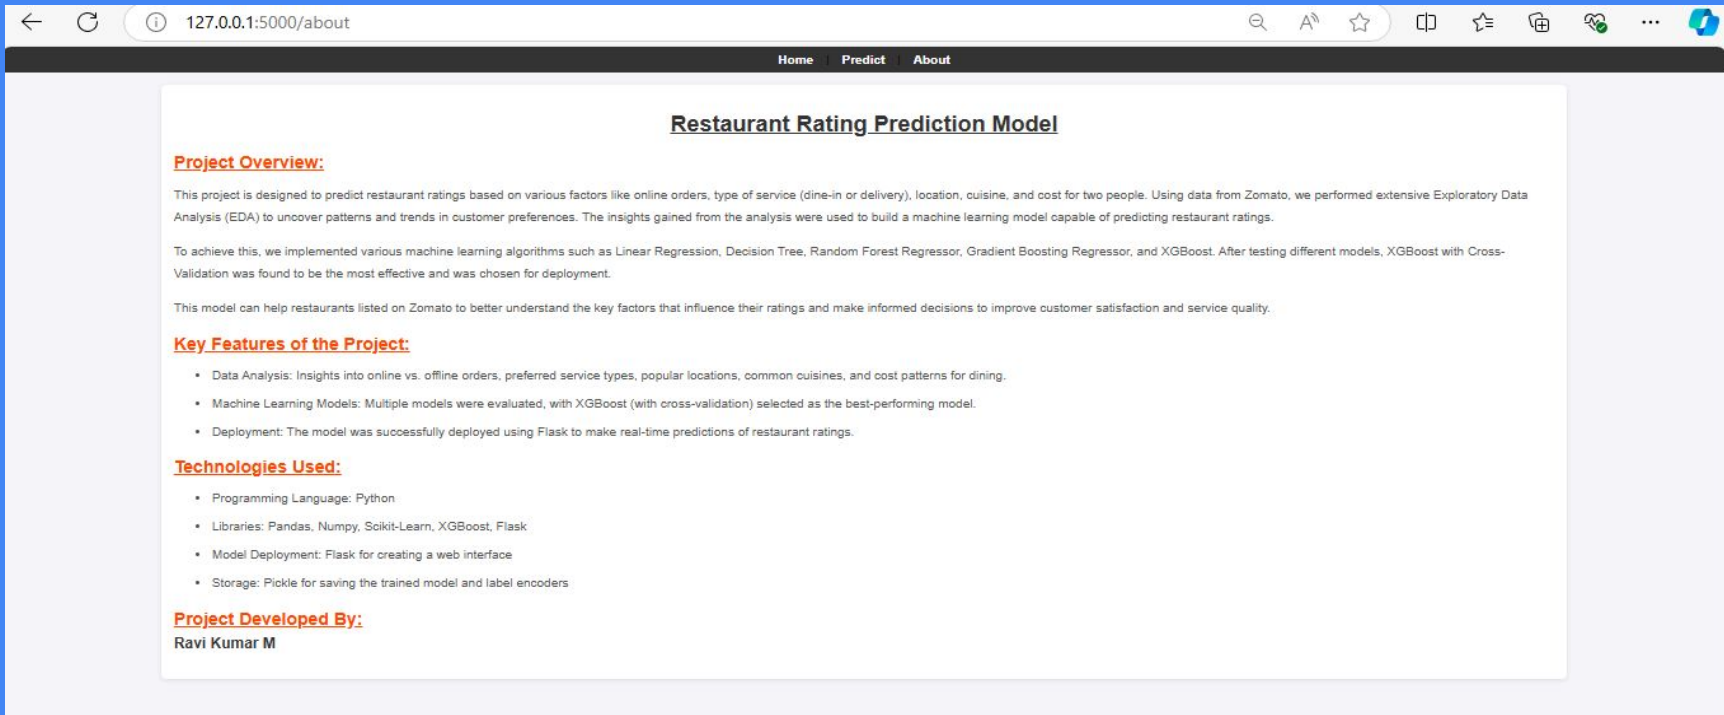 127.0.0.1:5000/about
Home | Predict | About
Restaurant Rating Prediction Model
Project Overview:
This project is designed to predict restaurant ratings based on various factors like online orders, type of service (dine-in or delivery), location, cuisine, and cost for two people. Using data from Zomato, we performed extensive Exploratory Data
Analysis (EDA) to uncover patterns and trends in customer preferences. The insights gained from the analysis were used to build a machine learning model capable of predicting restaurant ratings.
To achieve this, we implemented various machine learning algorithms such as Linear Regression, Decision Tree, Random Forest Regressor, Gradient Boosting Regressor, and XGBoost. After testing different models, XGBoost with Cross-
Validation was found to be the most effective and was chosen for deployment.
This model can help restaurants listed on Zomato to better understand the key factors that influence their ratings and make informed decisions to improve customer satisfaction and service quality.
Key Features of the Project:
• Data Analysis: Insights into online vs. offline orders, preferred service types, popular locations, common cuisines, and cost patterns for dining.
• Machine Learning Models: Multiple models were evaluated, with XGBoost (with cross-validation) selected as the best-performing model.
• Deployment: The model was successfully deployed using Flask to make real-time predictions of restaurant ratings.
Technologies Used:
• Programming Language: Python
• Libraries: Pandas, Numpy, Scikit-Learn, XGBoost, Flask
• Model Deployment: Flask for creating a web interface
• Storage: Pickle for saving the trained model and label encoders
Project Developed By:
Ravi Kumar M